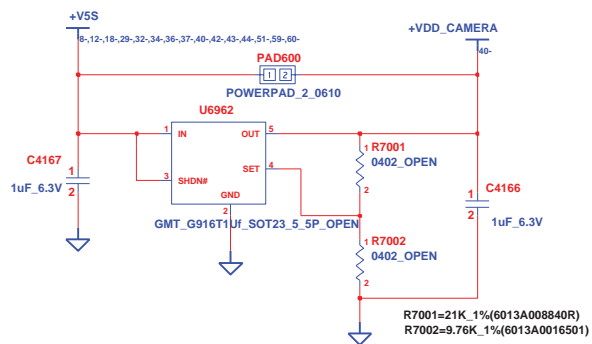 +V5S
8-,12-,18-,29-,32-,34-,36-,37-,40-,42-,43-,44-,51-,59-,60-
+VDD_CAMERA
40-
PAD600
1 2
POWERPAD_2_0610
U6962
1 IN OUT 5
SET 4
3 SHDN#
GND
2
GMT_G916T1Uf_SOT23_5_5P_OPEN
C4167
1
2
1uF_6.3V
1 R7001
0402_OPEN
2
1 R7002
0402_OPEN
2
C4166
1
2
1uF_6.3V
R7001=21K_1%(6013A008840R)
R7002=9.76K_1%(6013A0016501)